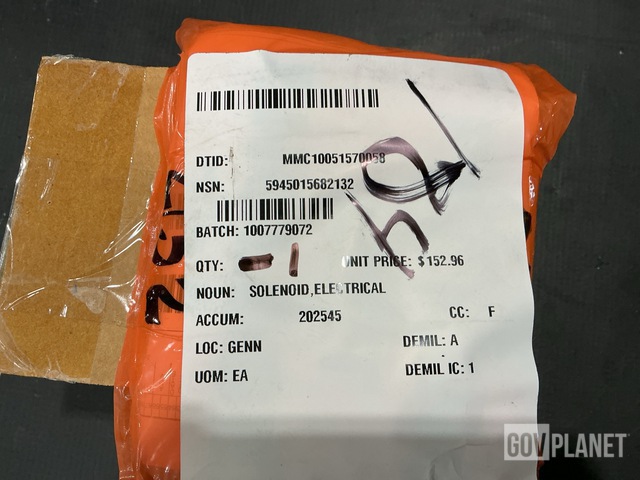 DTID: MMC10051570058
NSN: 5945015682132
BATCH: 1007779072
QTY: 1 UNIT PRICE: $152.96
NOUN: SOLENOID,ELECTRICAL
ACCUM: 202545 CC: F
LOC: GENN DEMIL: A
UOM: EA DEMIL IC: 1
GOVPLANET